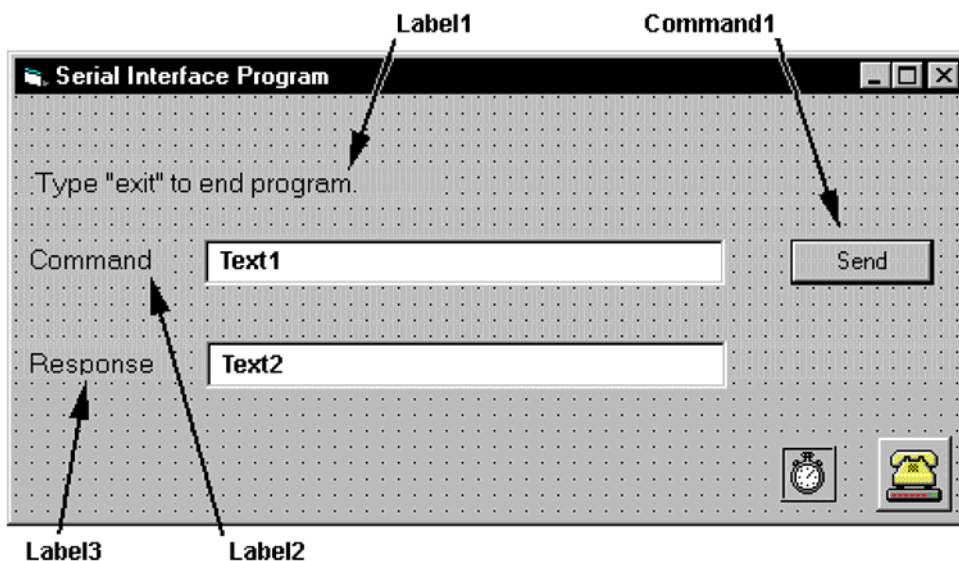 Label1 Command1
Serial Interface Program
Type "exit" to end program.
Command Text1 Send
Response Text2
Label3 Label2